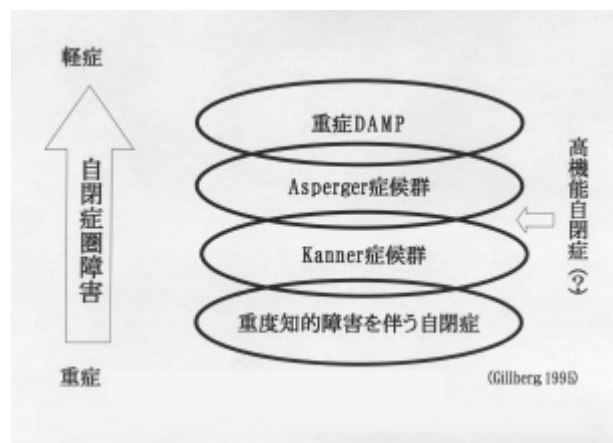 軽症
自閉症圏障害
重症
重症DAMP
Asperger症候群
Kanner症候群
重度知的障害を伴う自閉症
高機能自閉症(?)
(Gillberg, 1995)